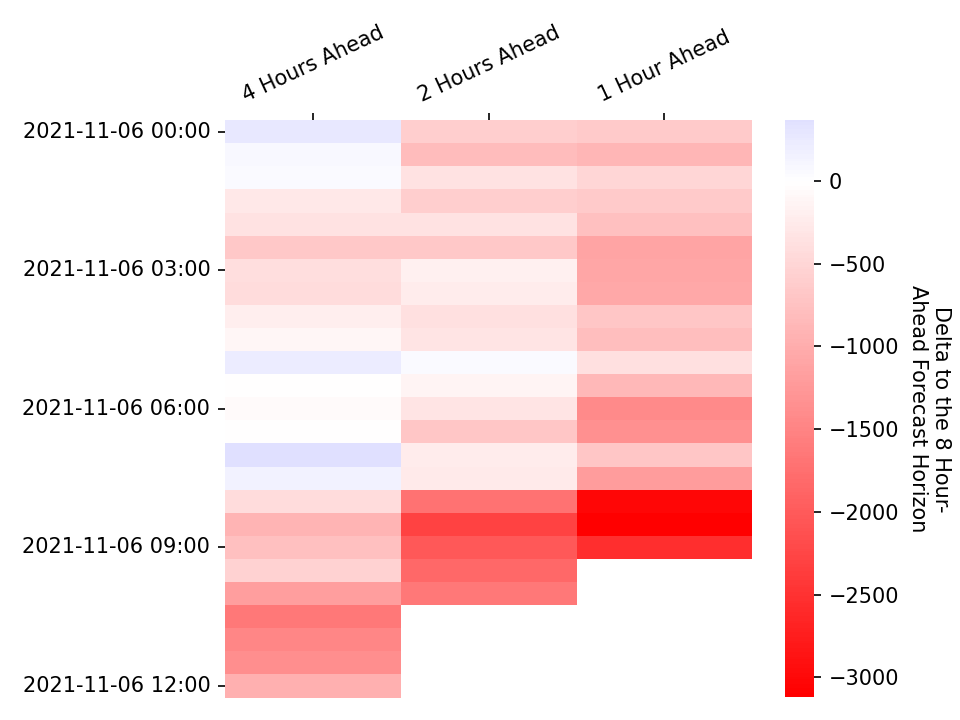 4 Hours Ahead
2 Hours Ahead
1 Hour Ahead
2021-11-06 00:00
2021-11-06 03:00
2021-11-06 06:00
2021-11-06 09:00
2021-11-06 12:00
0
−500
−1000
−1500
−2000
−2500
−3000
Delta to the 8 Hour-
Ahead Forecast Horizon